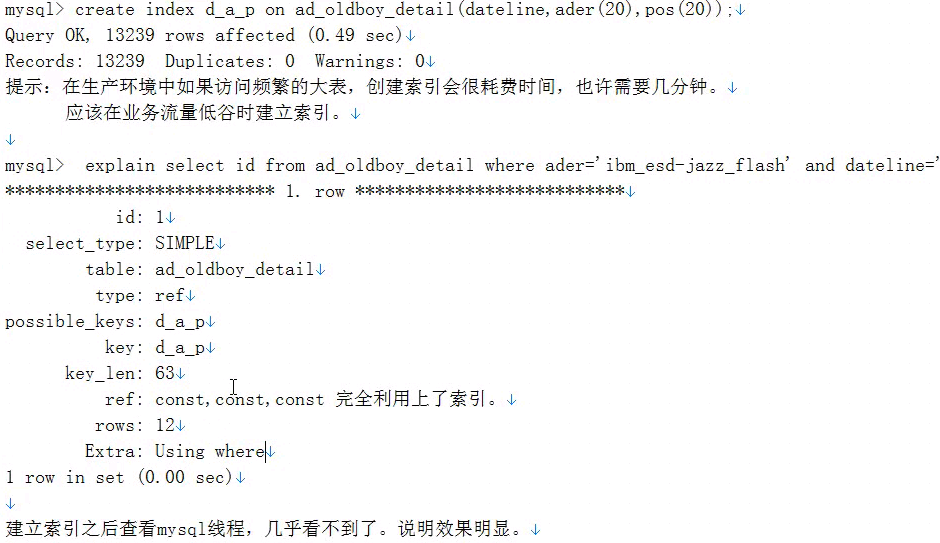 mysql> create index d_a_p on ad_oldboy_detail(dateline,ader(20),pos(20));↓
Query OK, 13239 rows affected (0.49 sec)↓
Records: 13239  Duplicates: 0  Warnings: 0↓
提示：在生产环境中如果访问频繁的大表，创建索引会很耗费时间，也许需要几分钟。↓
应该在业务流量低谷时建立索引。↓
↓
mysql>  explain select id from ad_oldboy_detail where ader='ibm_esd-jazz_flash' and dateline='
*************************** 1. row ***************************↓
id: 1↓
select_type: SIMPLE↓
table: ad_oldboy_detail↓
type: ref↓
possible_keys: d_a_p↓
key: d_a_p↓
key_len: 63↓
ref: const,const,const 完全利用上了索引。↓
rows: 12↓
Extra: Using where↓
1 row in set (0.00 sec)↓
↓
建立索引之后查看mysql线程，几乎看不到了。说明效果明显。↓